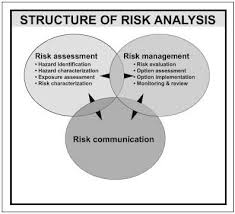 STRUCTURE OF RISK ANALYSIS
Risk assessment
• Hazard identification
• Hazard characterization
• Exposure assessment
• Risk characterization
Risk management
• Risk evaluation
• Option assessment
• Option implementation
• Monitoring & review
Risk communication